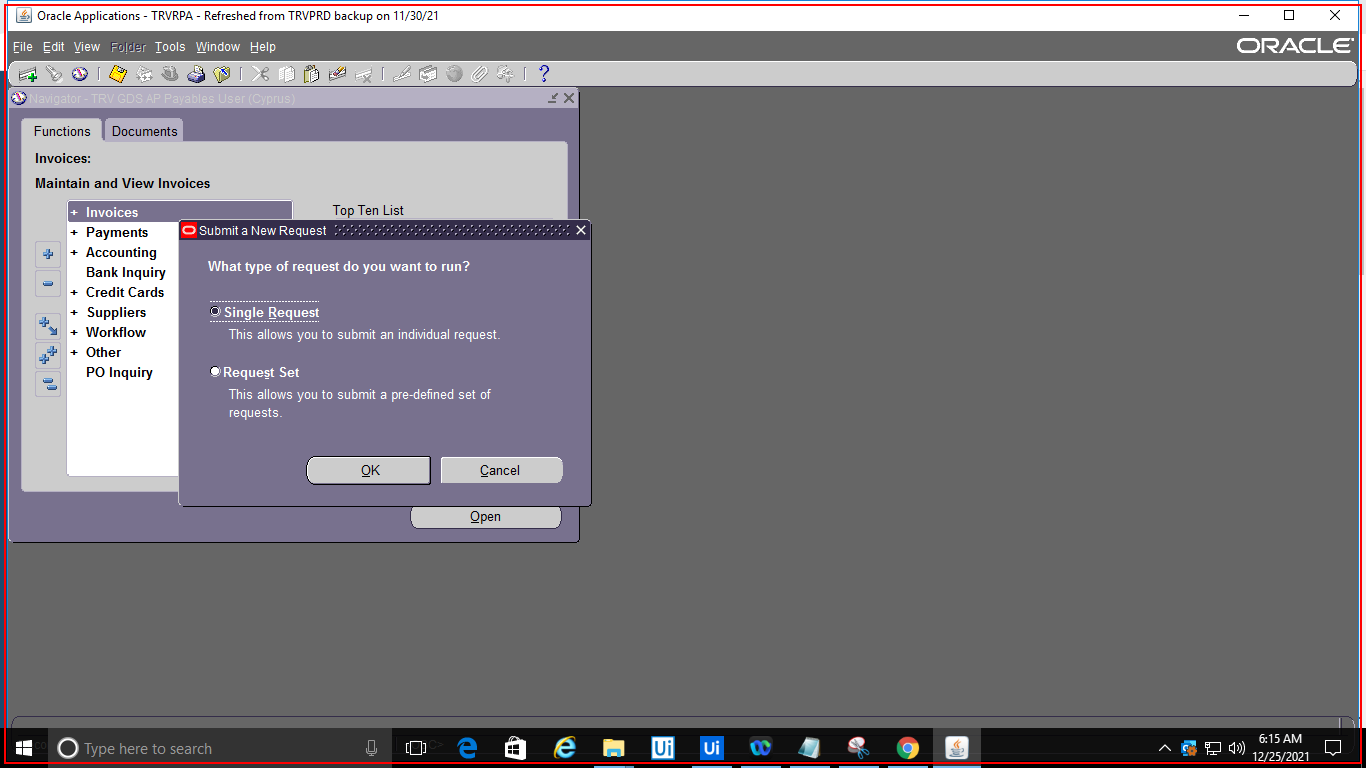 Oracle Applications - TRVRPA - Refreshed from TRVPRD backup on 11/30/21
File Edit View Folder Tools Window Help
ORACLE
Navigator - TRV GDS AP Payables User (Cyprus)
Functions Documents
Invoices:
Maintain and View Invoices
Top Ten List
+ Invoices
+ Payments
+ Accounting
Bank Inquiry
+ Credit Cards
+ Suppliers
+ Workflow
+ Other
PO Inquiry
Submit a New Request
What type of request do you want to run?
Single Request
This allows you to submit an individual request.
Request Set
This allows you to submit a pre-defined set of
requests.
OK Cancel
Open
Type here to search
Ui
Ui
6:15 AM
12/25/2021